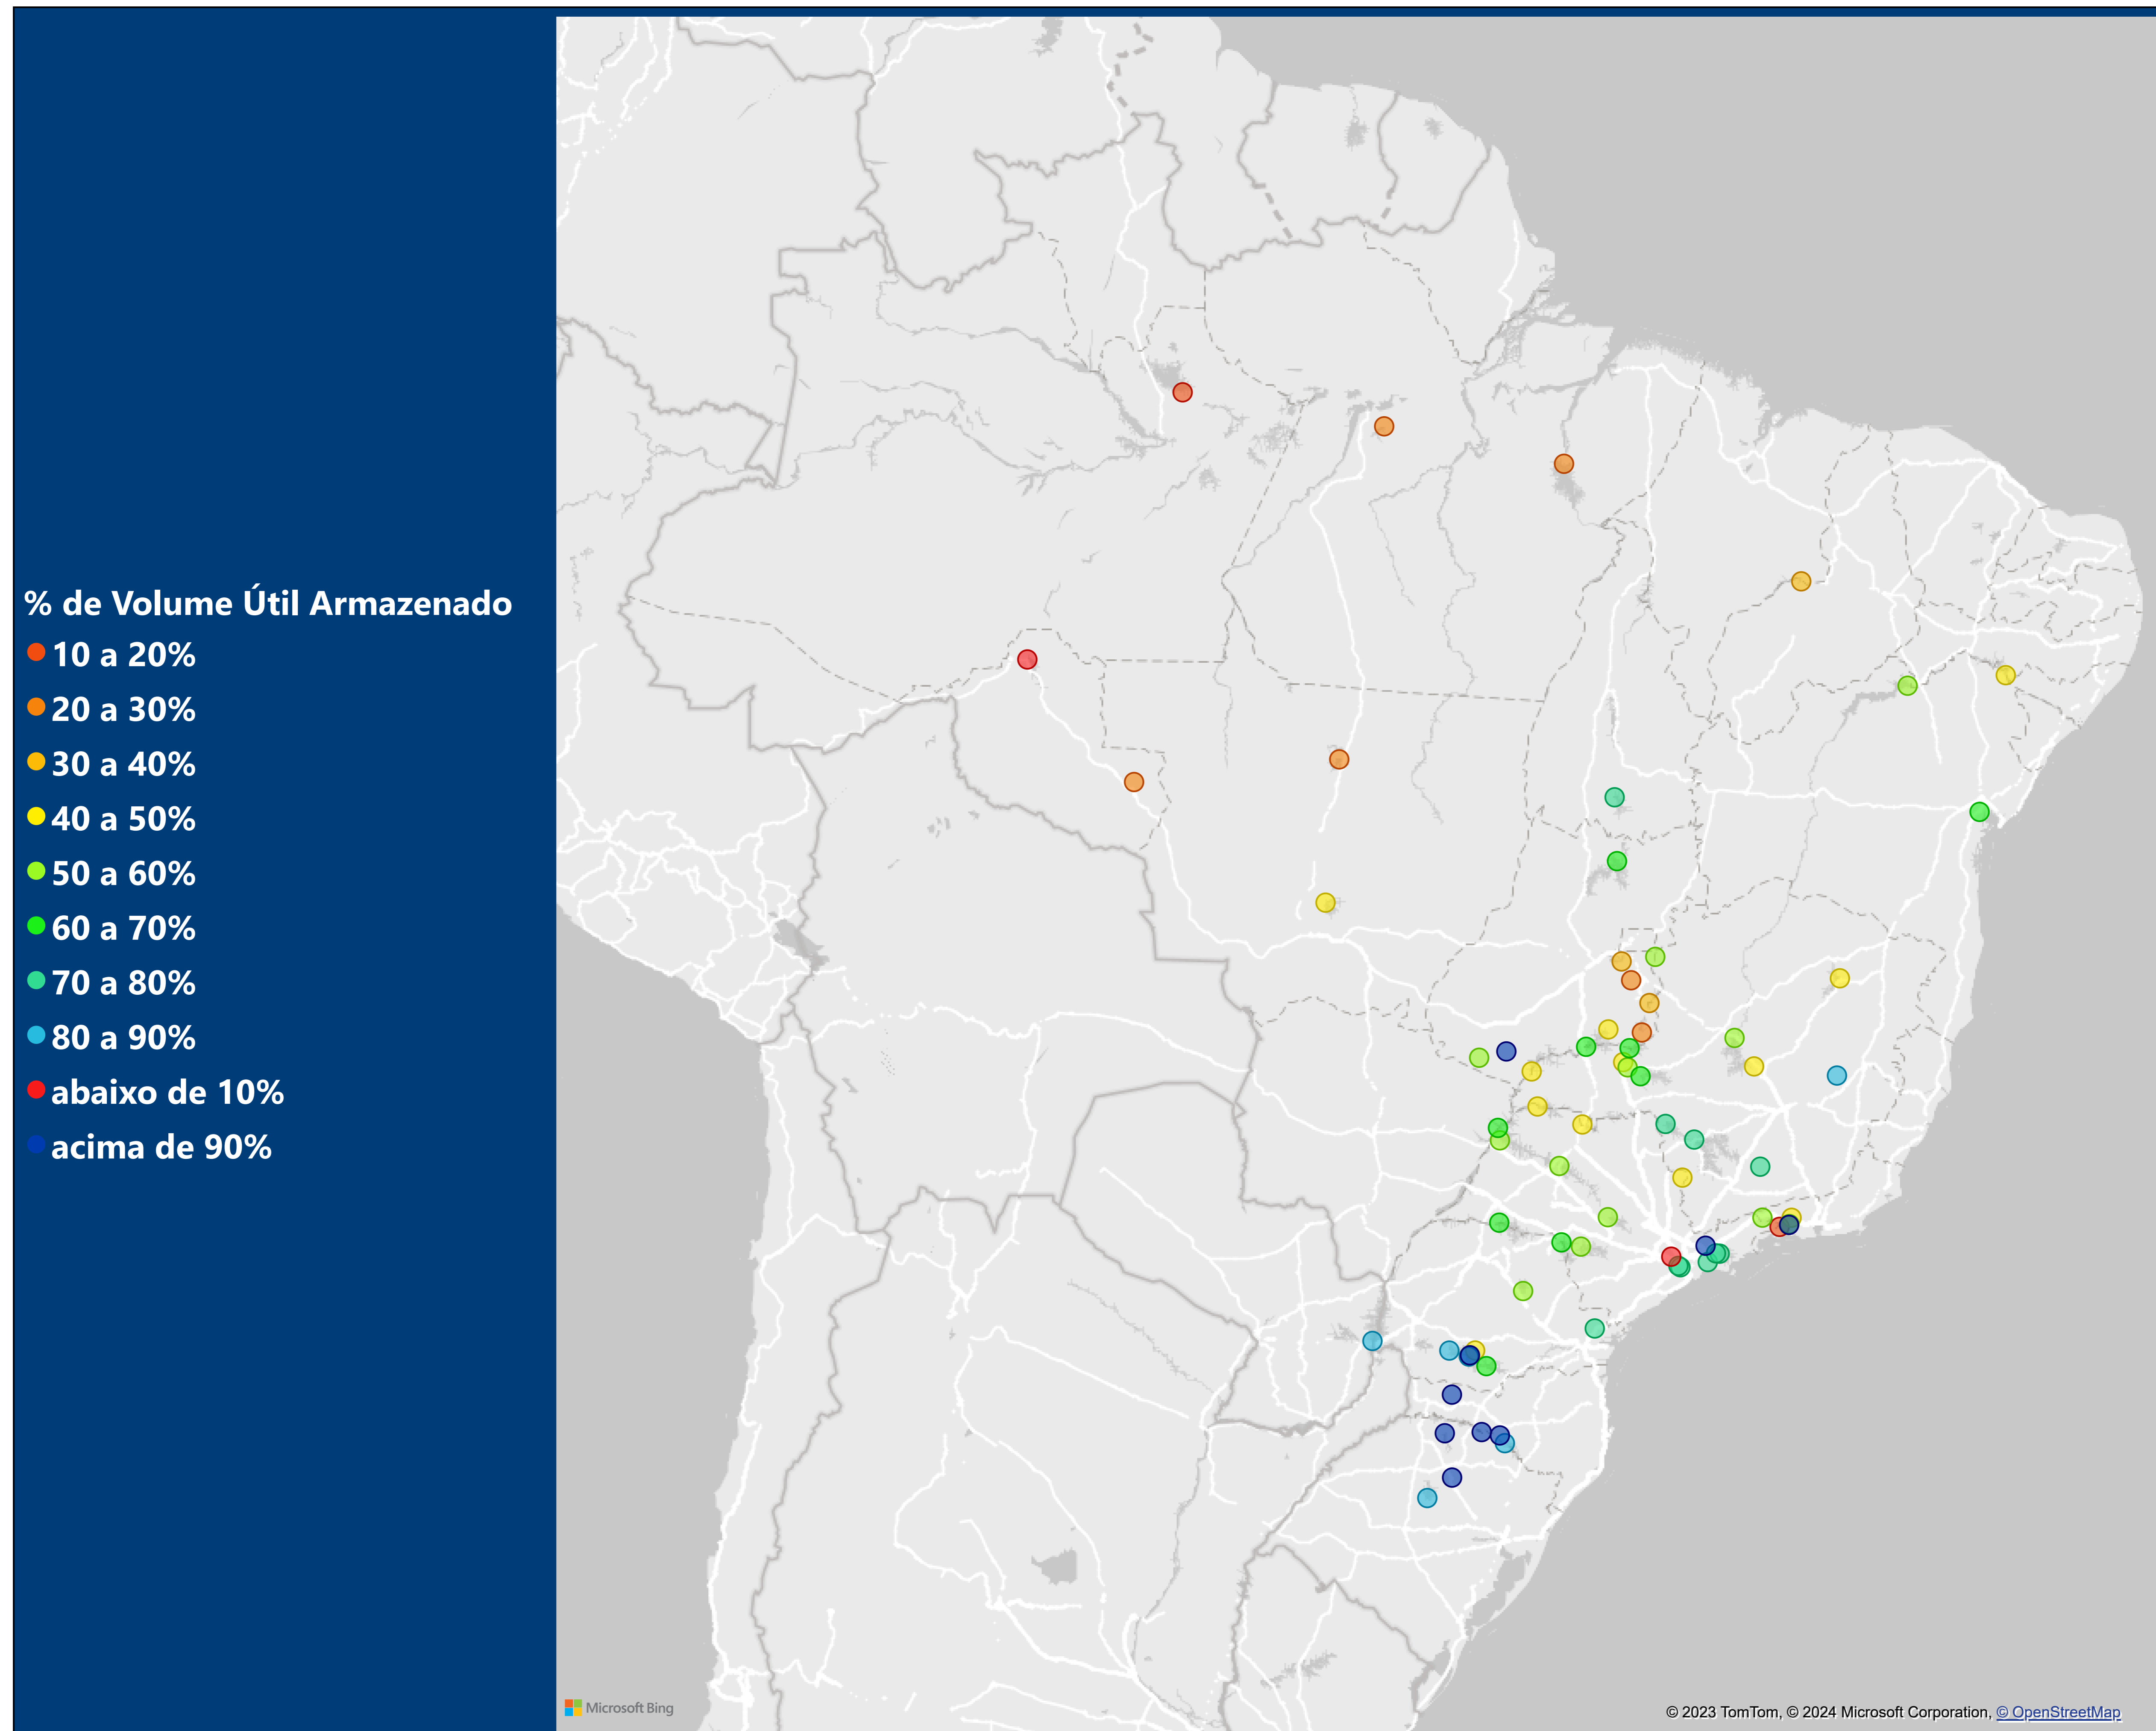 % de Volume Útil Armazenado
10 a 20%
20 a 30%
30 a 40%
40 a 50%
50 a 60%
60 a 70%
70 a 80%
80 a 90%
abaixo de 10%
acima de 90%
Microsoft Bing
© 2023 TomTom, © 2024 Microsoft Corporation, © OpenStreetMap